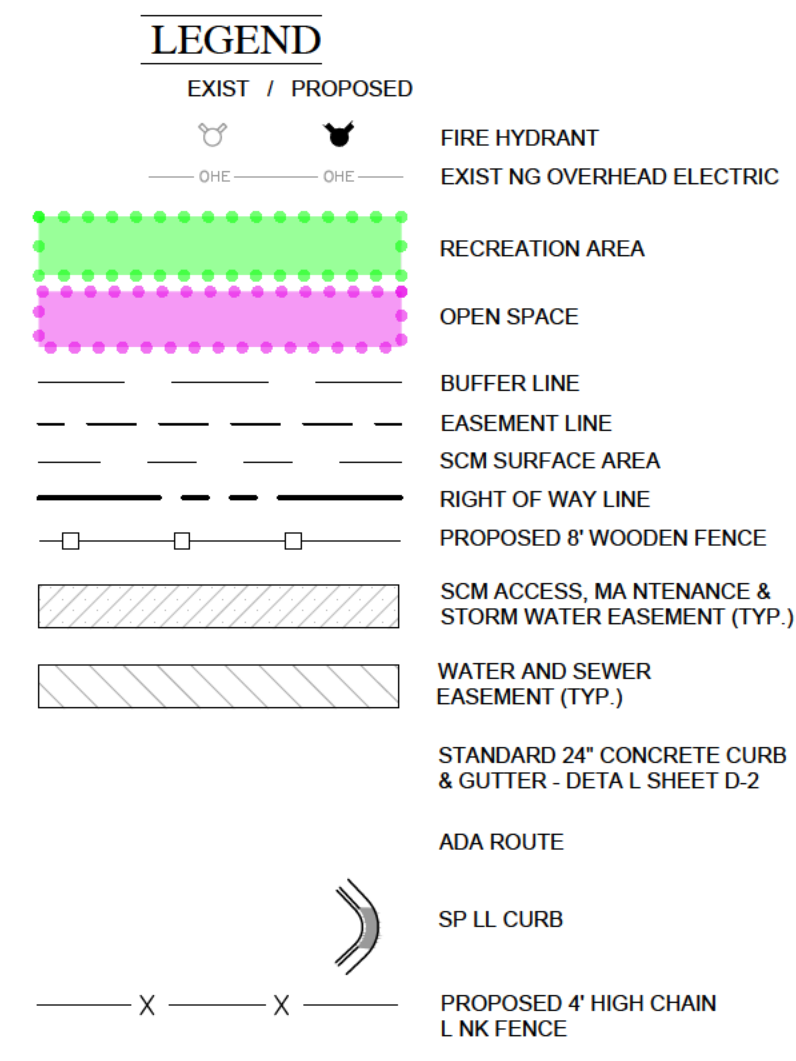 LEGEND
EXIST / PROPOSED
FIRE HYDRANT
OHE OHE EXIST NG OVERHEAD ELECTRIC
RECREATION AREA
OPEN SPACE
BUFFER LINE
EASEMENT LINE
SCM SURFACE AREA
RIGHT OF WAY LINE
PROPOSED 8' WOODEN FENCE
SCM ACCESS, MA NTENANCE &
STORM WATER EASEMENT (TYP.)
WATER AND SEWER
EASEMENT (TYP.)
STANDARD 24" CONCRETE CURB
& GUTTER - DETA L SHEET D-2
ADA ROUTE
SP LL CURB
X X PROPOSED 4' HIGH CHAIN
L NK FENCE